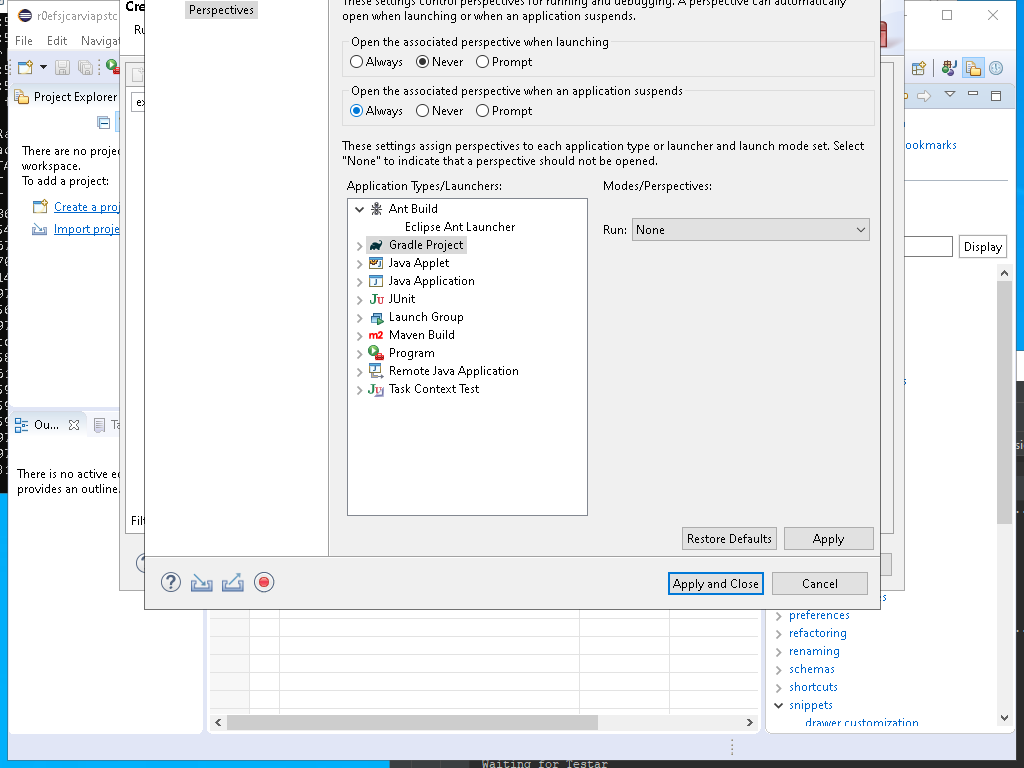 r0efsjcarviapstc
Cre
Perspectives
These settings control perspectives for running and debugging. A perspective can automatically
open when launching or when an application suspends.
File Edit Navigat
Ru
Open the associated perspective when launching
Always Never Prompt
Open the associated perspective when an application suspends
Project Explorer
ex
Always Never Prompt
There are no proje
workspace.
To add a project:
Create a proj
Import proje
These settings assign perspectives to each application type or launcher and launch mode set. Select
"None" to indicate that a perspective should not be opened.
ookmarks
Application Types/Launchers:
Modes/Perspectives:
Ant Build
Eclipse Ant Launcher
Run: None
Gradle Project
Display
Java Applet
Java Application
JUnit
Launch Group
Maven Build
Program
Remote Java Application
Task Context Test
Ou...
Ta
There is no active ed
provides an outline.
Filt
Restore Defaults
Apply
Apply and Close
Cancel
preferences
refactoring
renaming
schemas
shortcuts
snippets
drawer customization
Waiting for Testar